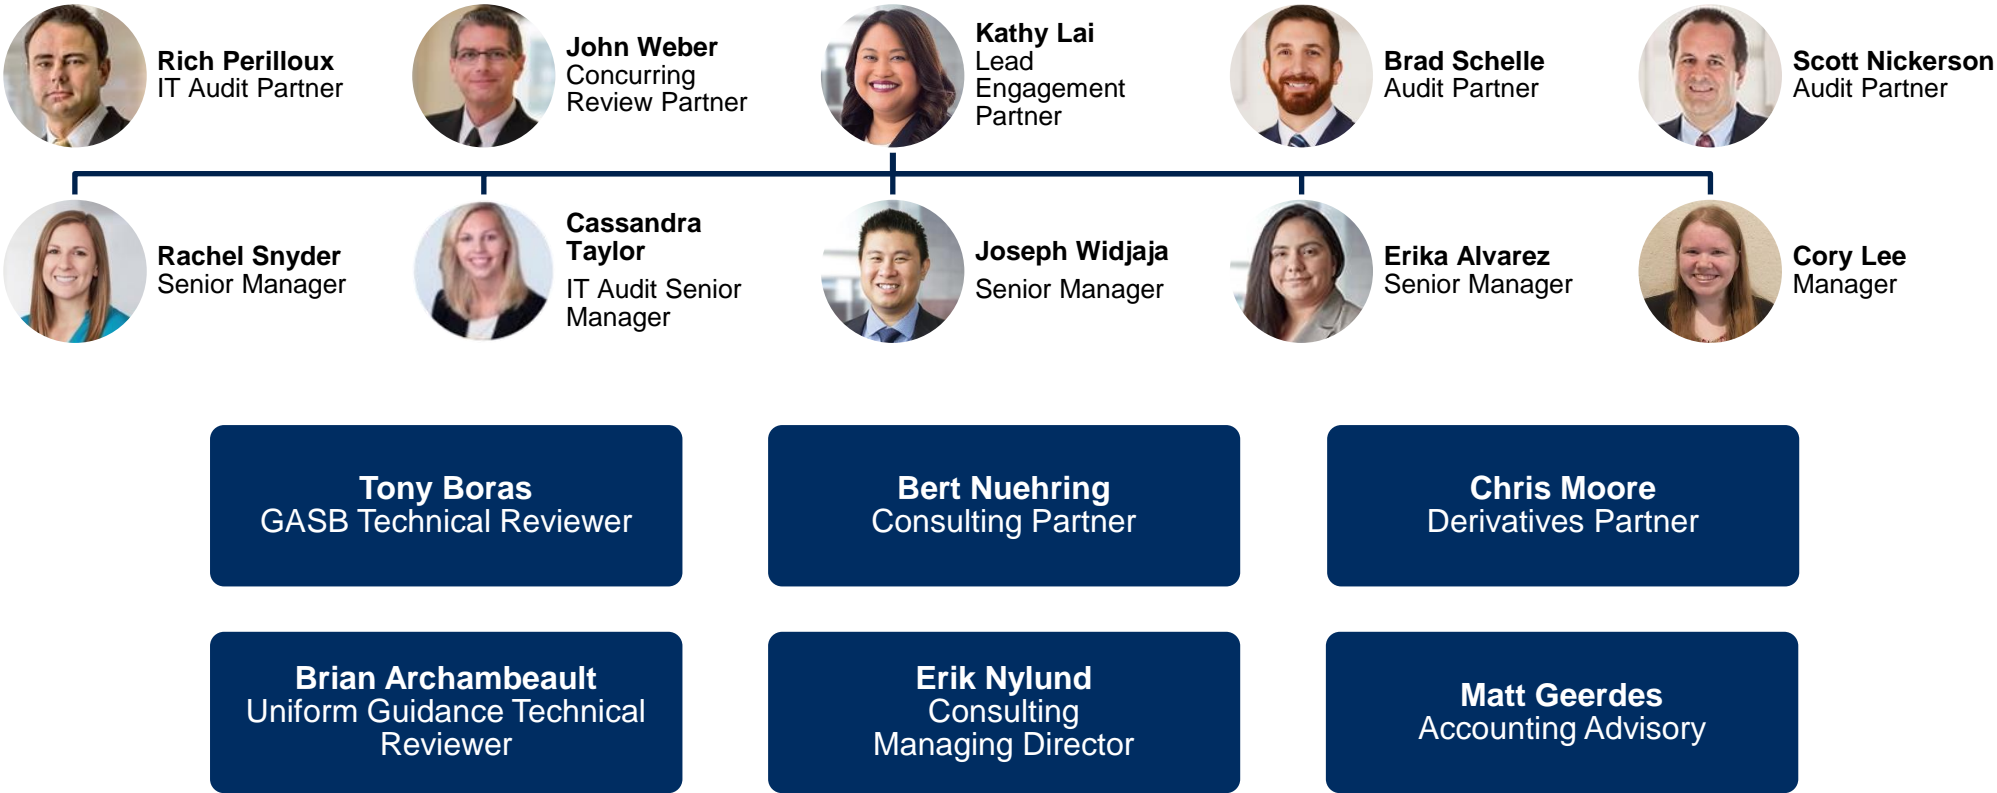 Rich Perilloux
IT Audit Partner
John Weber
Concurring
Review Partner
Kathy Lai
Lead
Engagement
Partner
Brad Schelle
Audit Partner
Scott Nickerson
Audit Partner
Rachel Snyder
Senior Manager
Cassandra
Taylor
IT Audit Senior
Manager
Joseph Widjaja
Senior Manager
Erika Alvarez
Senior Manager
Cory Lee
Manager
Tony Boras
GASB Technical Reviewer
Bert Nuehring
Consulting Partner
Chris Moore
Derivatives Partner
Brian Archambeault
Uniform Guidance Technical
Reviewer
Erik Nylund
Consulting
Managing Director
Matt Geerdes
Accounting Advisory